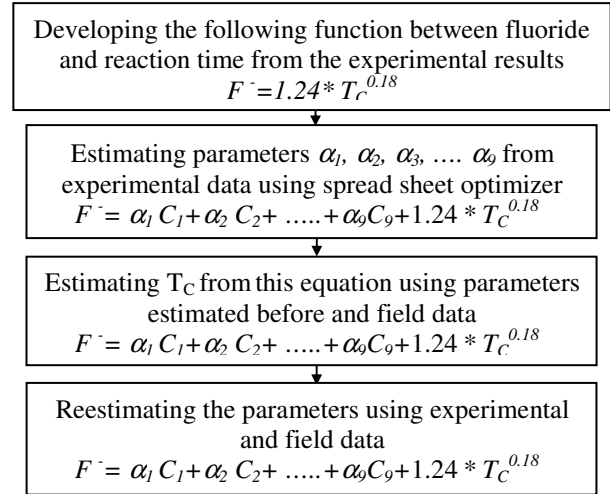 Developing the following function between fluoride
and reaction time from the experimental results
F⁻=1.24* T_C^0.18
Estimating parameters α₁, α₂, α₃, .... α₉ from
experimental data using spread sheet optimizer
F⁻= α₁ C₁+α₂ C₂+ .....+α₉C₉+1.24 * T_C^0.18
Estimating T_C from this equation using parameters
estimated before and field data
F⁻= α₁ C₁+α₂ C₂+ .....+α₉C₉+1.24 * T_C^0.18
Reestimating the parameters using experimental
and field data
F⁻= α₁ C₁+α₂ C₂+ .....+α₉C₉+1.24 * T_C^0.18